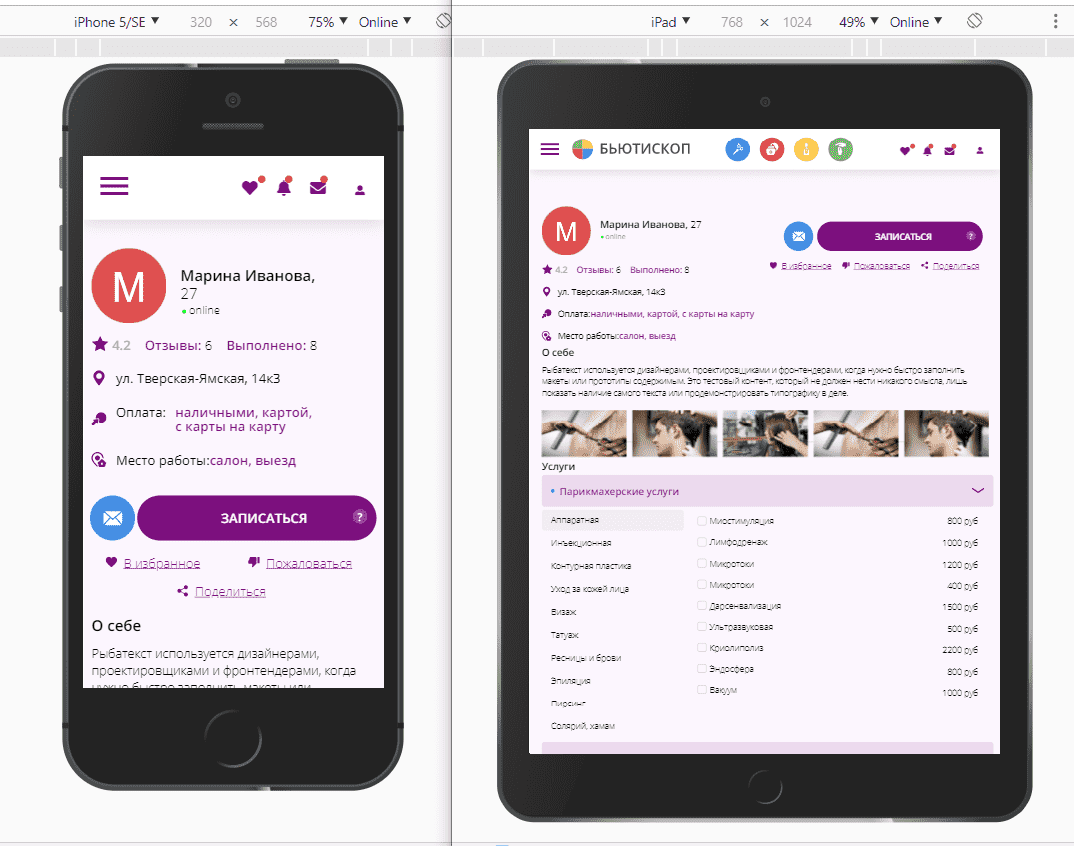 iPhone 5/SE ▼ 320 × 568 75% ▼ Online ▼
М
Марина Иванова,
27
online
4.2 Отзывы: 6 Выполнено: 8
ул. Тверская-Ямская, 14к3
Оплата: наличными, картой,
с карты на карту
Место работы:салон, выезд
ЗАПИСАТЬСЯ ?
В избранное Пожаловаться
Поделиться
О себе
Рыбатекст используется дизайнерами,
проектировщиками и фронтендерами, когда
нужно быстро заполнить макеты или
iPad ▼ 768 × 1024 49% ▼ Online ▼
БЬЮТИСКОП
М
Марина Иванова, 27
online
ЗАПИСАТЬСЯ ?
4.2 Отзывы: 6 Выполнено: 8
В избранное Пожаловаться Поделиться
ул. Тверская-Ямская, 14к3
Оплата:наличными, картой, с карты на карту
Место работы:салон, выезд
О себе
Рыбатекст используется дизайнерами, проектировщиками и фронтендерами, когда нужно быстро заполнить
макеты или прототипы содержимым. Это тестовый контент, который не должен нести никакого смысла, лишь
показать наличие самого текста или продемонстрировать типографику в деле.
Услуги
Парикмахерские услуги
Аппаратная
Инъекционная
Контурная пластика
Уход за кожей лица
Визаж
Татуаж
Ресницы и брови
Эпиляция
Пирсинг
Солярий, хамам
Миостимуляция 800 руб
Лимфодренаж 1000 руб
Микротоки 1200 руб
Микротоки 400 руб
Дарсенвализация 1500 руб
Ультразвуковая 500 руб
Криолиполиз 2200 руб
Эндосфера 800 руб
Вакуум 1000 руб